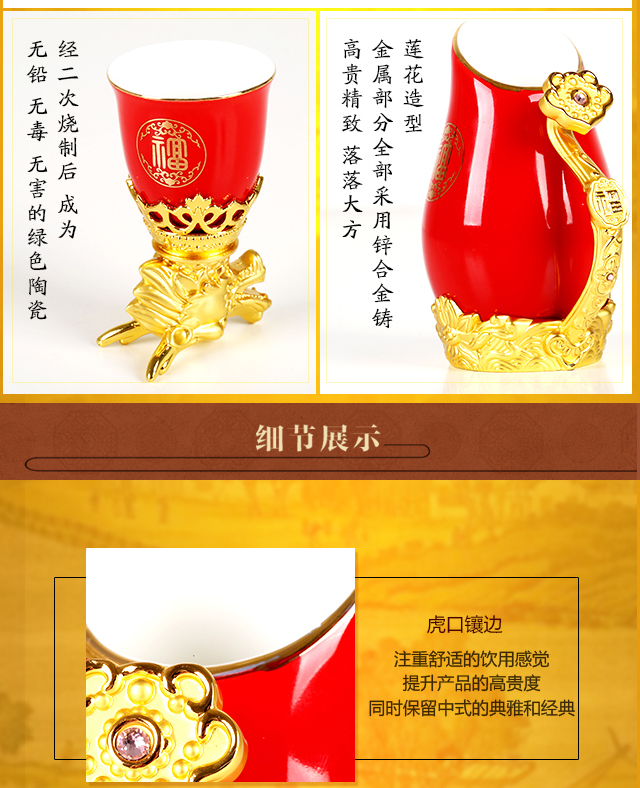 经二次烧制后 成为
无铅 无毒 无害的绿色陶瓷
福
莲花造型
金属部分全部采用锌合金铸
高贵精致 落落大方
福
福
细节展示
虎口镶边
注重舒适的饮用感觉
提升产品的高贵度
同时保留中式的典雅和经典